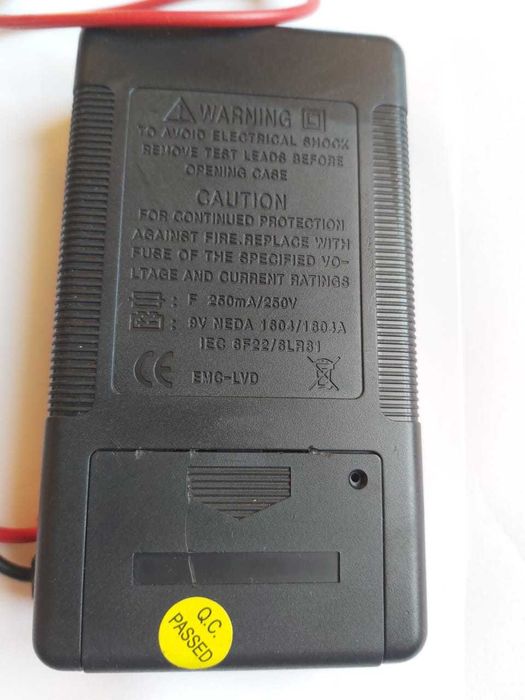 WARNING
TO AVOID ELECTRICAL SHOCK
REMOVE TEST LEADS BEFORE
OPENING CASE
CAUTION
FOR CONTINUED PROTECTION
AGAINST FIRE.REPLACE WITH
FUSE OF THE SPECIFIED VO-
LTAGE AND CURRENT RATINGS
: F 250mA/250V
: 9V NEDA 1604/1604A
IEC 6F22/6LR61
CE EMC-LVD
Q.C.
PASSED